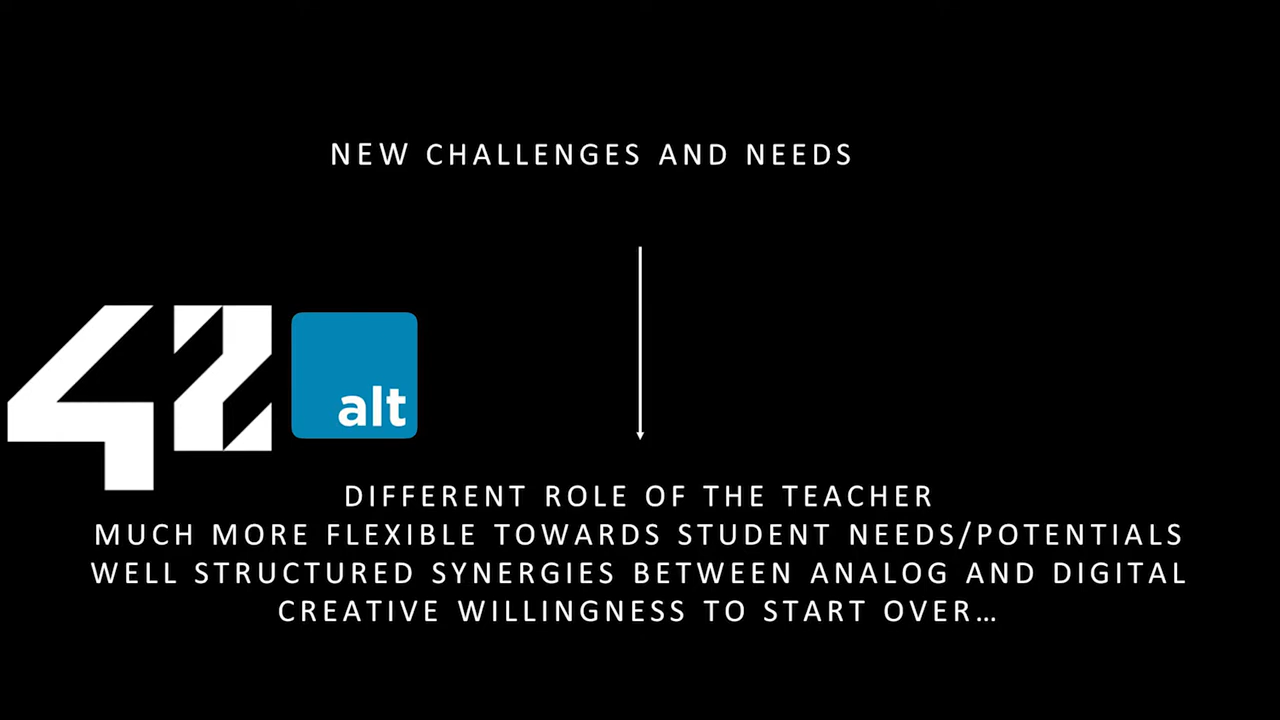 NEW CHALLENGES AND NEEDS
42
alt
DIFFERENT ROLE OF THE TEACHER
MUCH MORE FLEXIBLE TOWARDS STUDENT NEEDS/POTENTIALS
WELL STRUCTURED SYNERGIES BETWEEN ANALOG AND DIGITAL
CREATIVE WILLINGNESS TO START OVER…